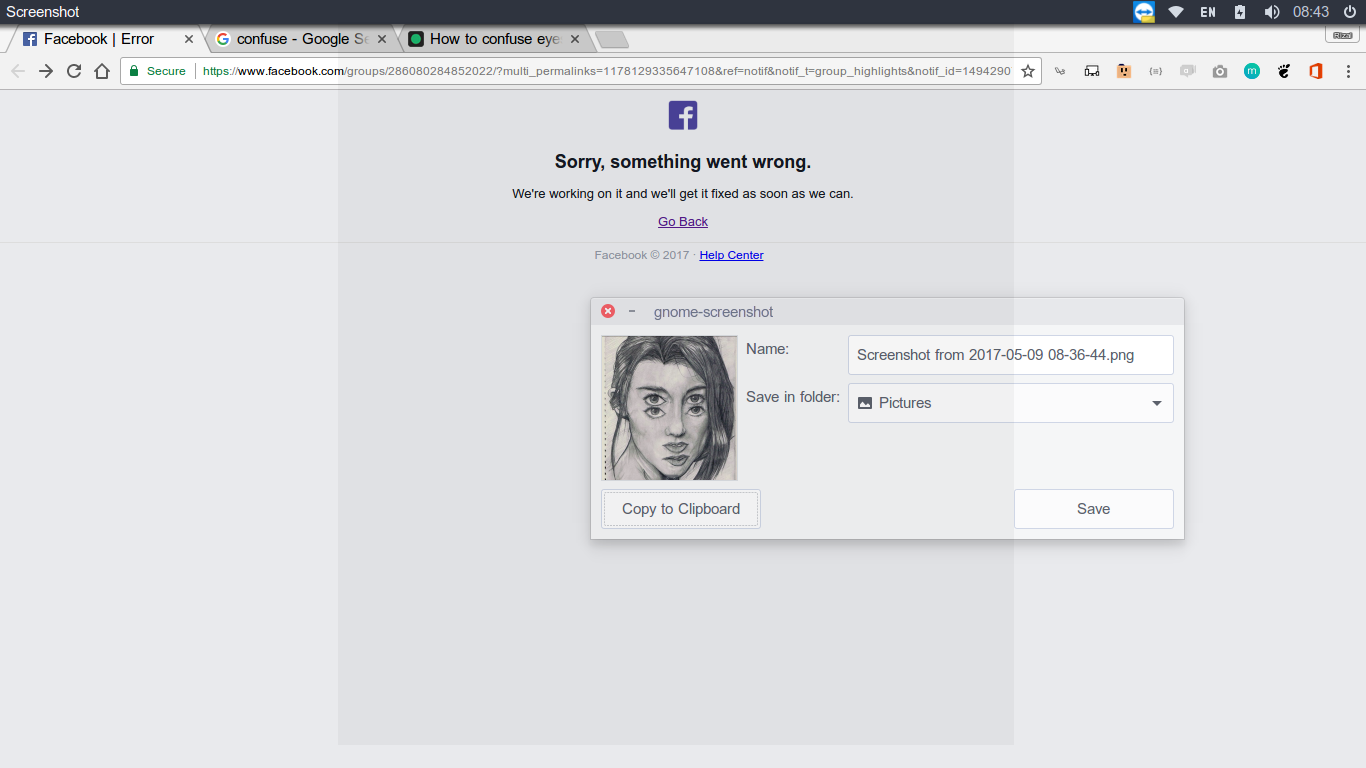 Screenshot
EN
08:43
Facebook | Error
confuse - Google Se
How to confuse eye
Rizal
Secure
https://www.facebook.com/groups/286080284852022/?multi_permalinks=1178129335647108&ref=notif&notif_t=group_highlights&notif_id=1494290
m
Sorry, something went wrong.
We're working on it and we'll get it fixed as soon as we can.
Go Back
Facebook © 2017 · Help Center
gnome-screenshot
Name:
Screenshot from 2017-05-09 08-36-44.png
Save in folder:
Pictures
Copy to Clipboard
Save